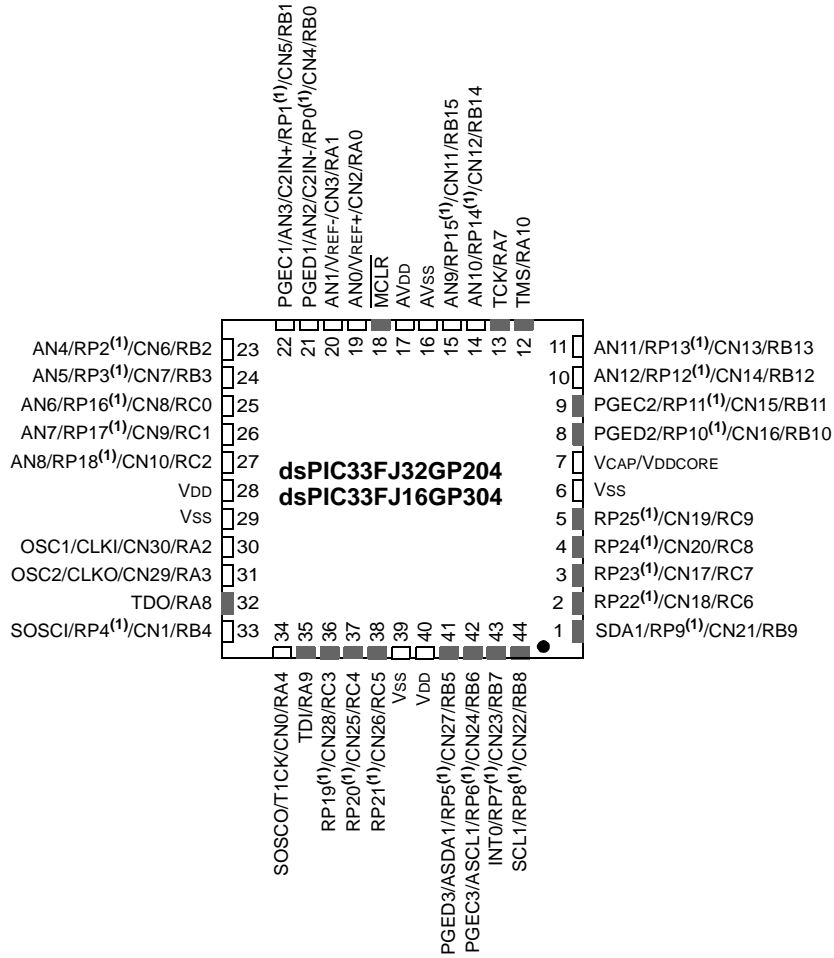 PGEC1/AN3/C2IN+/RP1(1)/CN5/RB1
PGED1/AN2/C2IN-/RP0(1)/CN4/RB0
AN1/VREF-/CN3/RA1
AN0/VREF+/CN2/RA0
MCLR
AVDD
AVSS
AN9/RP15(1)/CN11/RB15
AN10/RP14(1)/CN12/RB14
TCK/RA7
TMS/RA10
22 21 20 19 18 17 16 15 14 13 12
AN4/RP2(1)/CN6/RB2 23
AN5/RP3(1)/CN7/RB3 24
AN6/RP16(1)/CN8/RC0 25
AN7/RP17(1)/CN9/RC1 26
AN8/RP18(1)/CN10/RC2 27
VDD 28
VSS 29
OSC1/CLKI/CN30/RA2 30
OSC2/CLKO/CN29/RA3 31
TDO/RA8 32
SOSCI/RP4(1)/CN1/RB4 33
dsPIC33FJ32GP204
dsPIC33FJ16GP304
11 AN11/RP13(1)/CN13/RB13
10 AN12/RP12(1)/CN14/RB12
9 PGEC2/RP11(1)/CN15/RB11
8 PGED2/RP10(1)/CN16/RB10
7 VCAP/VDDCORE
6 VSS
5 RP25(1)/CN19/RC9
4 RP24(1)/CN20/RC8
3 RP23(1)/CN17/RC7
2 RP22(1)/CN18/RC6
1 SDA1/RP9(1)/CN21/RB9
34 35 36 37 38 39 40 41 42 43 44
SOSCO/T1CK/CN0/RA4
TDI/RA9
RP19(1)/CN28/RC3
RP20(1)/CN25/RC4
RP21(1)/CN26/RC5
VSS
VDD
PGED3/ASDA1/RP5(1)/CN27/RB5
PGEC3/ASCL1/RP6(1)/CN24/RB6
INT0/RP7(1)/CN23/RB7
SCL1/RP8(1)/CN22/RB8